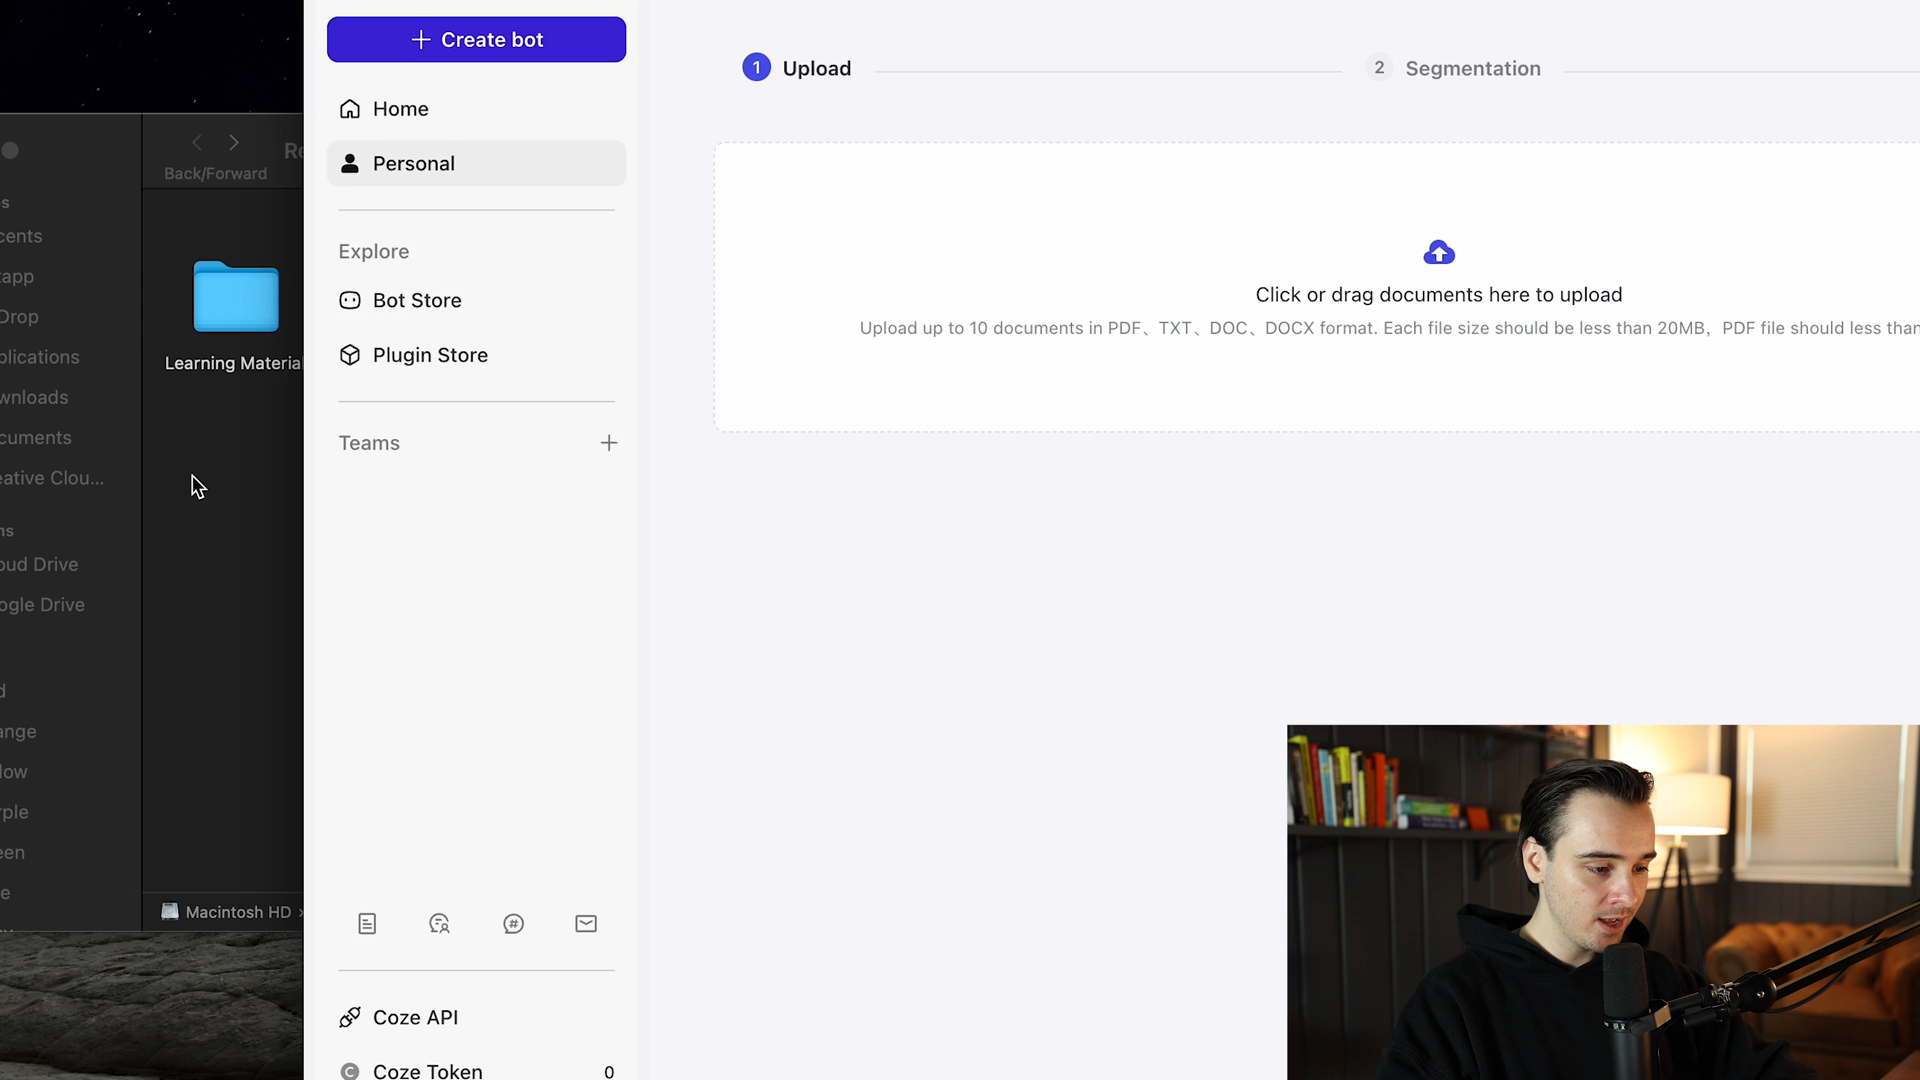 Create bot
Home
Personal
Explore
Bot Store
Plugin Store
Teams
Coze API
Coze Token 0
1 Upload
2 Segmentation
Click or drag documents here to upload
Upload up to 10 documents in PDF、TXT、DOC、DOCX format. Each file size should be less than 20MB, PDF file should less than
Back/Forward
Learning Material
cents
app
Drop
plications
wnloads
cuments
eative Clou...
oud Drive
ogle Drive
ange
low
rple
een
Macintosh HD